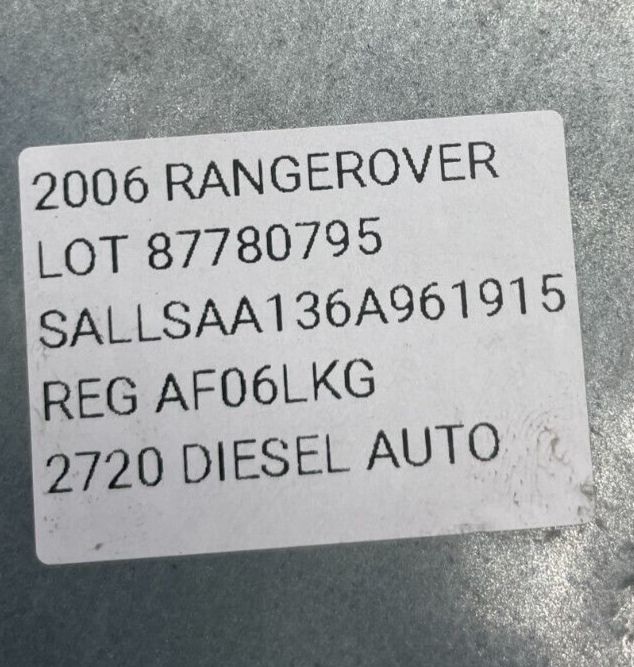 2006 RANGEROVER
LOT 87780795
SALLSAA136A961915
REG AF06LKG
2720 DIESEL AUTO